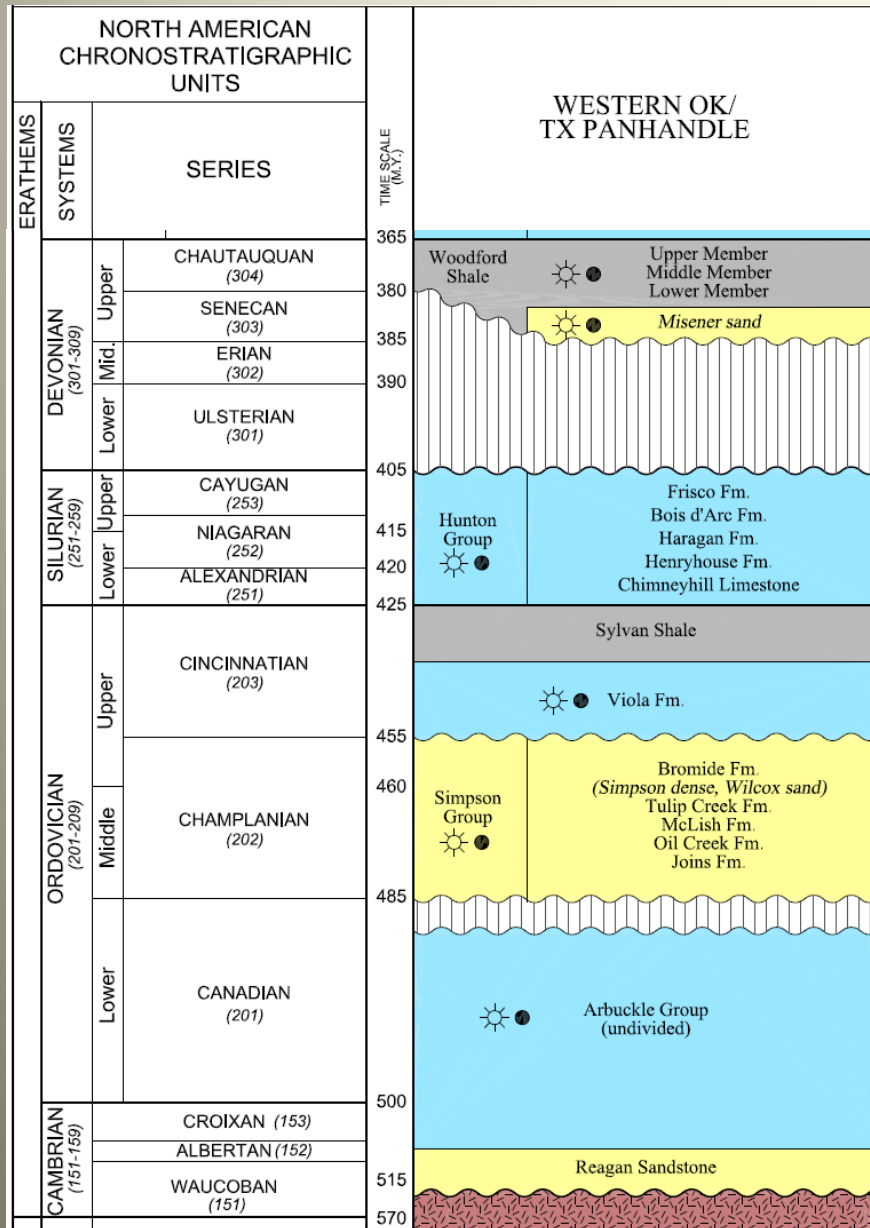 NORTH AMERICAN
CHRONOSTRATIGRAPHIC
UNITS
WESTERN OK/
TX PANHANDLE
ERATHEMS
SYSTEMS
SERIES
TIME SCALE
(M.Y.)
365
DEVONIAN
(301-309)
Upper
CHAUTAUQUAN
(304)
Woodford
Shale
Upper Member
Middle Member
Lower Member
380
SENECAN
(303)
Misener sand
385
Mid.
ERIAN
(302)
390
Lower
ULSTERIAN
(301)
405
SILURIAN
(251-259)
Upper
CAYUGAN
(253)
Hunton
Group
Frisco Fm.
Bois d'Arc Fm.
Haragan Fm.
Henryhouse Fm.
Chimneyhill Limestone
415
Lower
NIAGARAN
(252)
420
ALEXANDRIAN
(251)
425
ORDOVICIAN
(201-209)
Upper
CINCINNATIAN
(203)
Sylvan Shale
Viola Fm.
455
460
Middle
CHAMPLANIAN
(202)
Simpson
Group
Bromide Fm.
(Simpson dense, Wilcox sand)
Tulip Creek Fm.
McLish Fm.
Oil Creek Fm.
Joins Fm.
485
Lower
CANADIAN
(201)
Arbuckle Group
(undivided)
500
CAMBRIAN
(151-159)
CROIXAN (153)
ALBERTAN (152)
WAUCOBAN
(151)
Reagan Sandstone
515
570